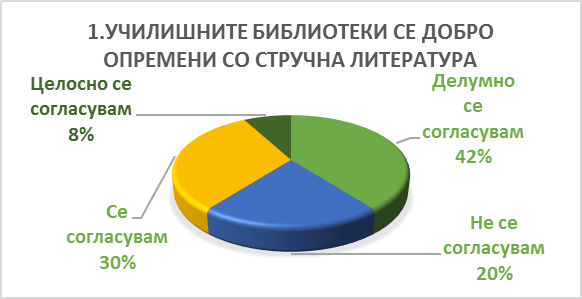 1.УЧИЛИШНИТЕ БИБЛИОТЕКИ СЕ ДОБРО
ОПРЕМЕНИ СО СТРУЧНА ЛИТЕРАТУРА
Целосно се
согласувам
8%
Делумно
се
согласувам
42%
Се
согласувам
30%
Не се
согласувам
20%